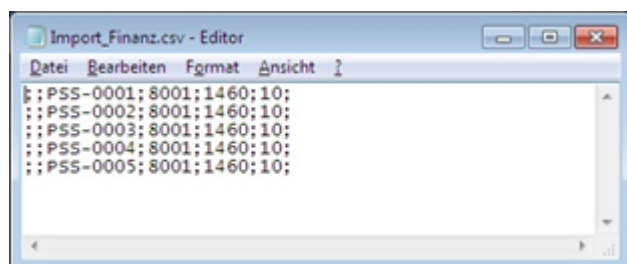 Import_Finanz.csv - Editor
Datei Bearbeiten Format Ansicht ?
;;PSS-0001;8001;1460;10;
;;PSS-0002;8001;1460;10;
;;PSS-0003;8001;1460;10;
;;PSS-0004;8001;1460;10;
;;PSS-0005;8001;1460;10;